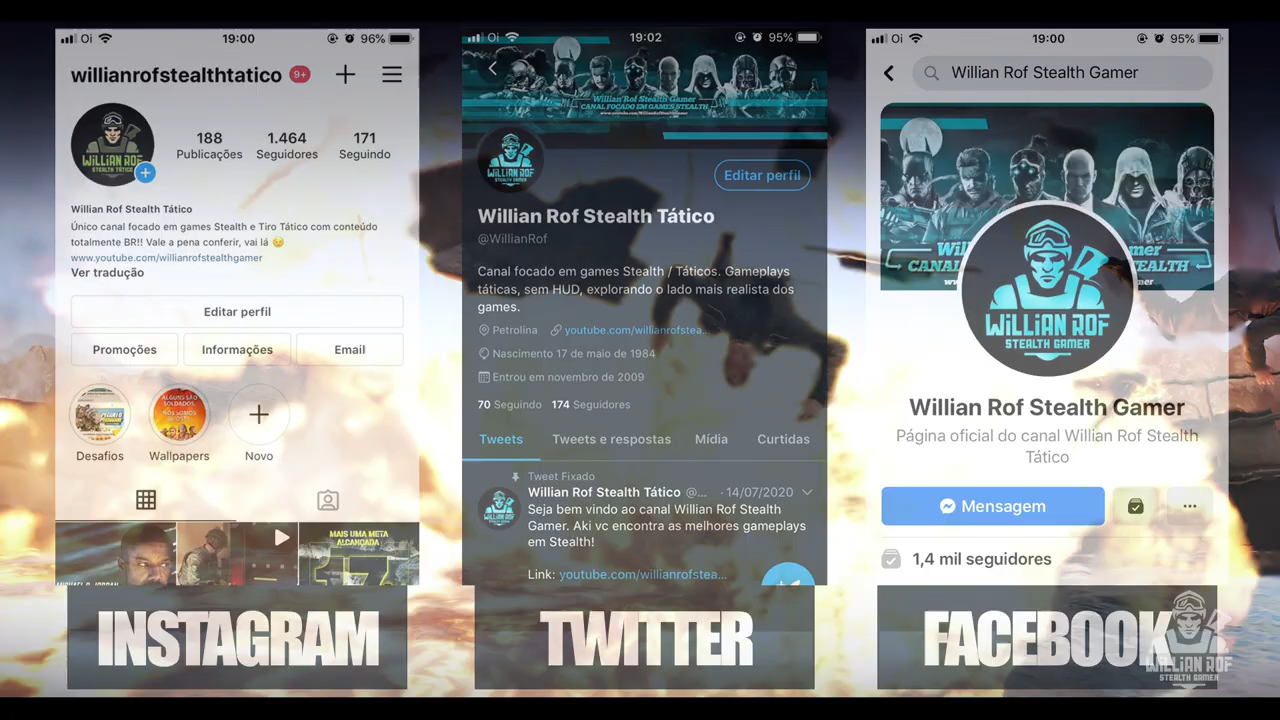 Oi 19:00 96%
willianrofstealthtatico 9+
WILLIAN ROF
STEALTH TÁTICO
188 1.464 171
Publicações Seguidores Seguindo
Willian Rof Stealth Tático
Único canal focado em games Stealth e Tiro Tático com conteúdo
totalmente BR!! Vale a pena conferir, vai lá 😉
www.youtube.com/willianrofstealthgamer
Ver tradução
Editar perfil
Promoções Informações Email
ALGUNS SÃO
SOLDADOS.
NÓS SOMOS
Desafios Wallpapers Novo
MAIS UMA META
ALCANÇADA
INSTAGRAM
Oi 19:02 95%
Willian Rof Stealth Gamer
CANAL FOCADO EM GAMES STEALTH
WILLIAN ROF
STEALTH GAMER
Editar perfil
Willian Rof Stealth Tático
@WillianRof
Canal focado em games Stealth / Táticos. Gameplays
táticas, sem HUD, explorando o lado mais realista dos
games.
Petrolina youtube.com/willianrofstea...
Nascimento 17 de maio de 1984
Entrou em novembro de 2009
70 Seguindo 174 Seguidores
Tweets Tweets e respostas Mídia Curtidas
Tweet Fixado
Willian Rof Stealth Tático @... · 14/07/2020
Seja bem vindo ao canal Willian Rof Stealth
Gamer. Aki vc encontra as melhores gameplays
em Stealth!
Link: youtube.com/willianrofstea...
TWITTER
Oi 19:00 95%
Willian Rof Stealth Gamer
WILLIAN ROF
STEALTH GAMER
Willian Rof Stealth Gamer
Página oficial do canal Willian Rof Stealth
Tático
Mensagem
1,4 mil seguidores
FACEBOOK
WILLIAN ROF
STEALTH GAMER